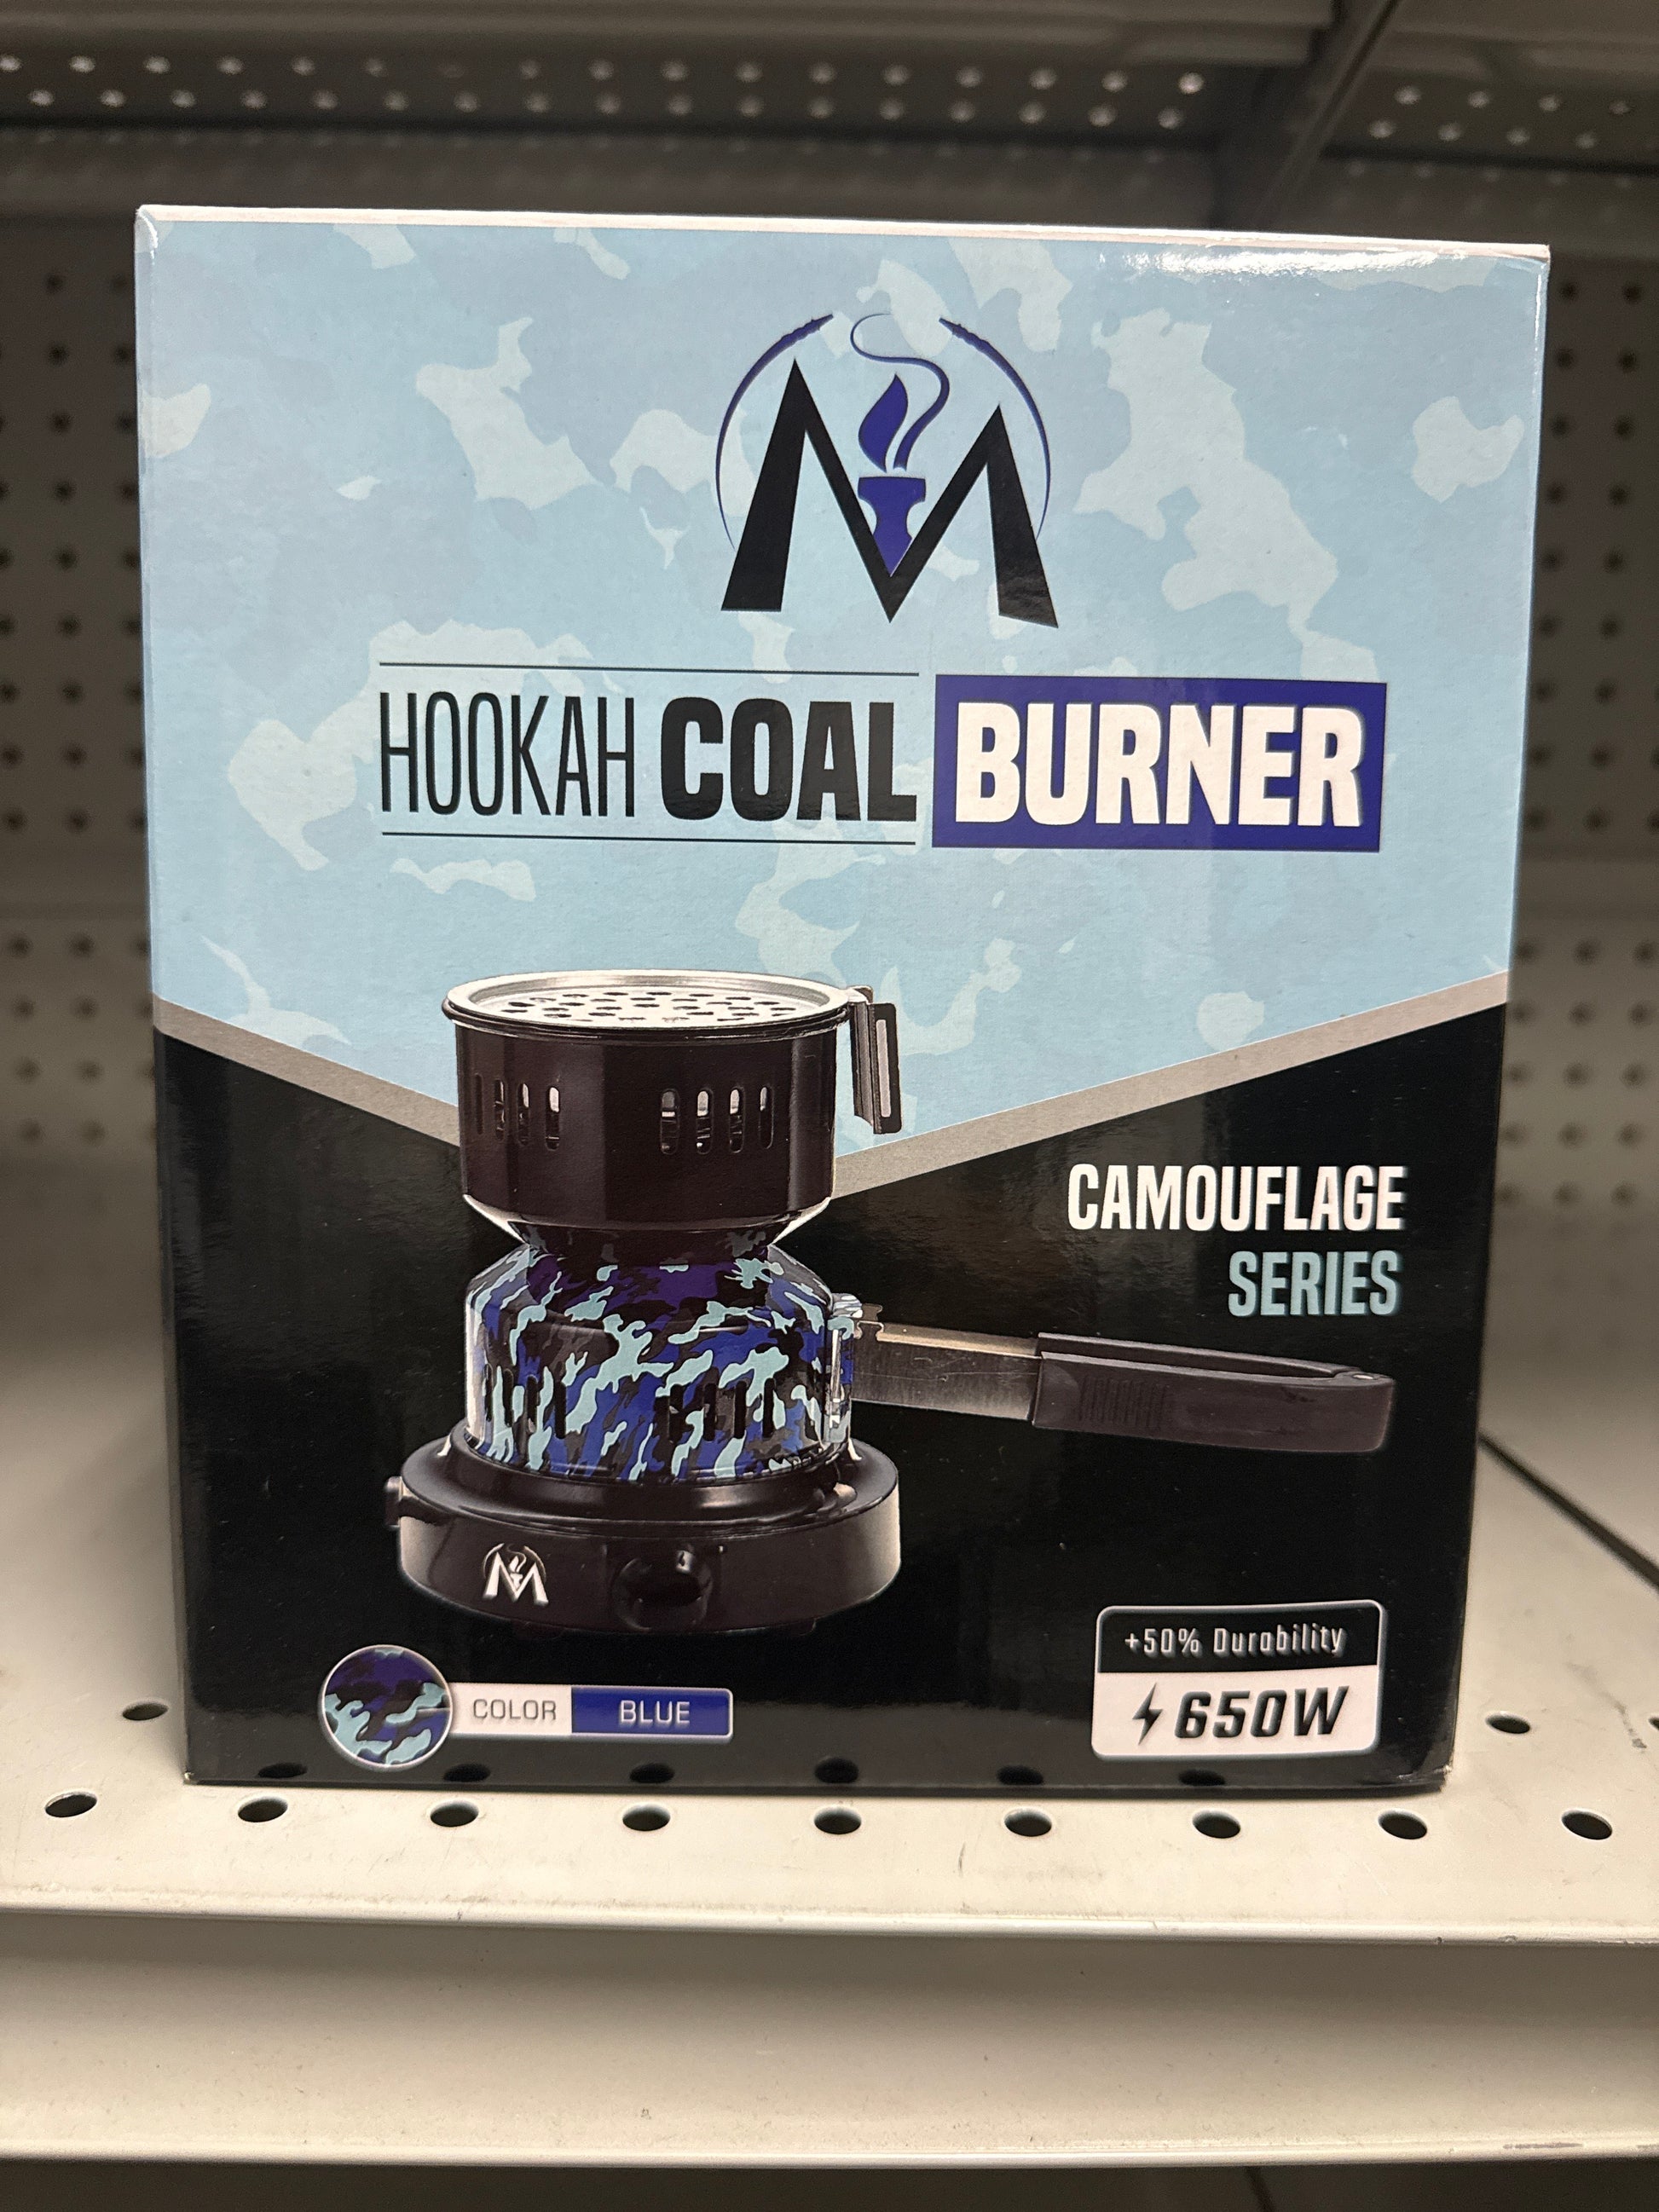 M
HOOKAH COAL BURNER
CAMOUFLAGE
SERIES
M
+50% Durability
650W
COLOR BLUE